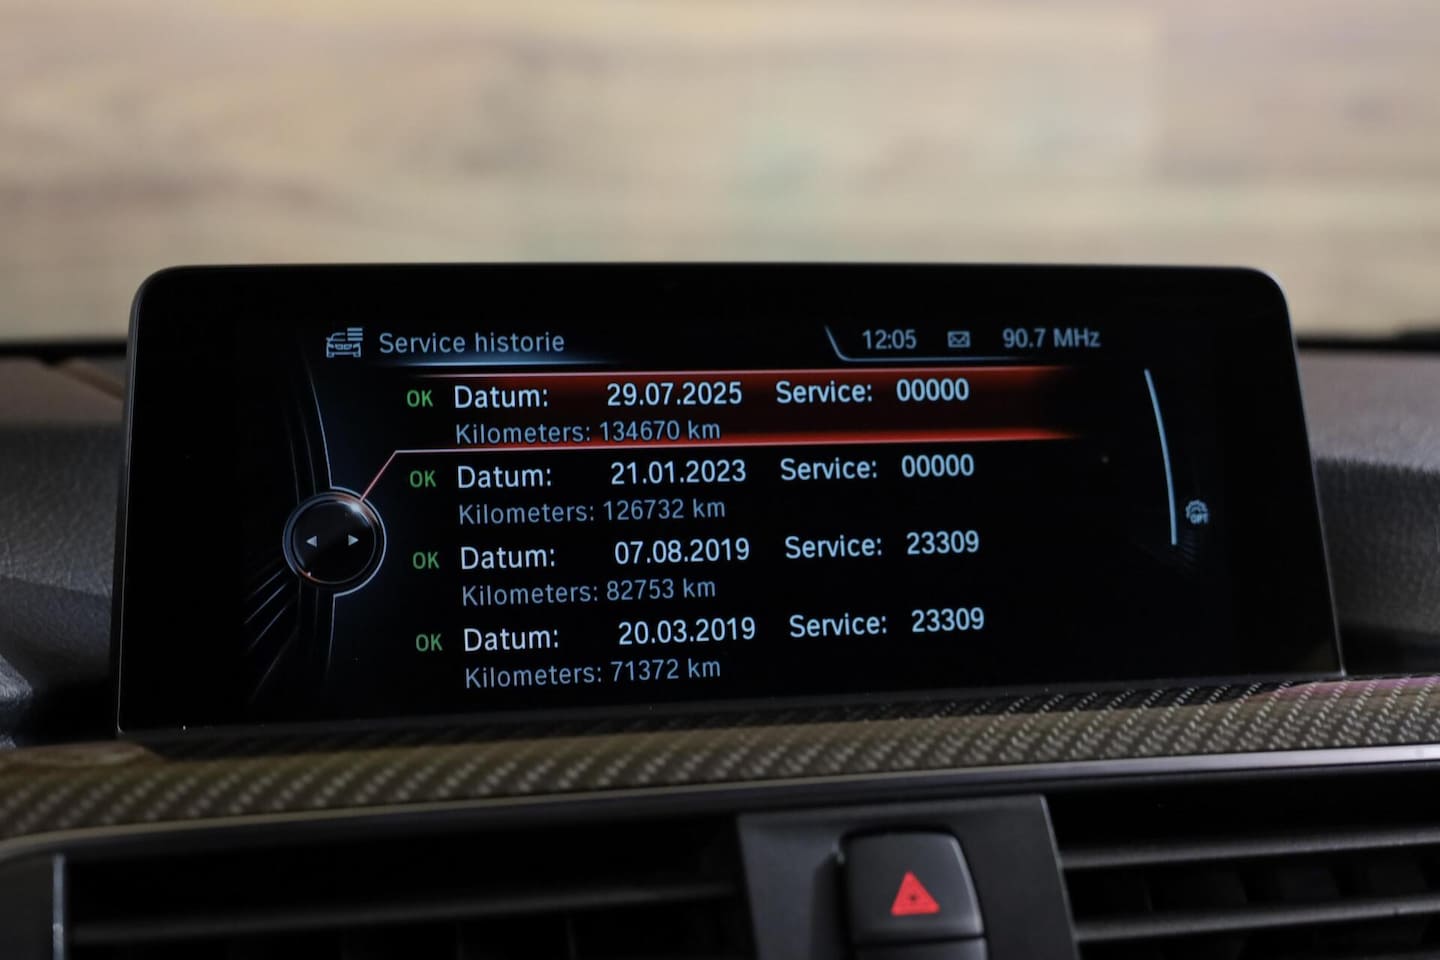 Service historie 12:05 90.7 MHz
OK Datum: 29.07.2025 Service: 00000
Kilometers: 134670 km
OK Datum: 21.01.2023 Service: 00000
Kilometers: 126732 km
OK Datum: 07.08.2019 Service: 23309
Kilometers: 82753 km
OK Datum: 20.03.2019 Service: 23309
Kilometers: 71372 km